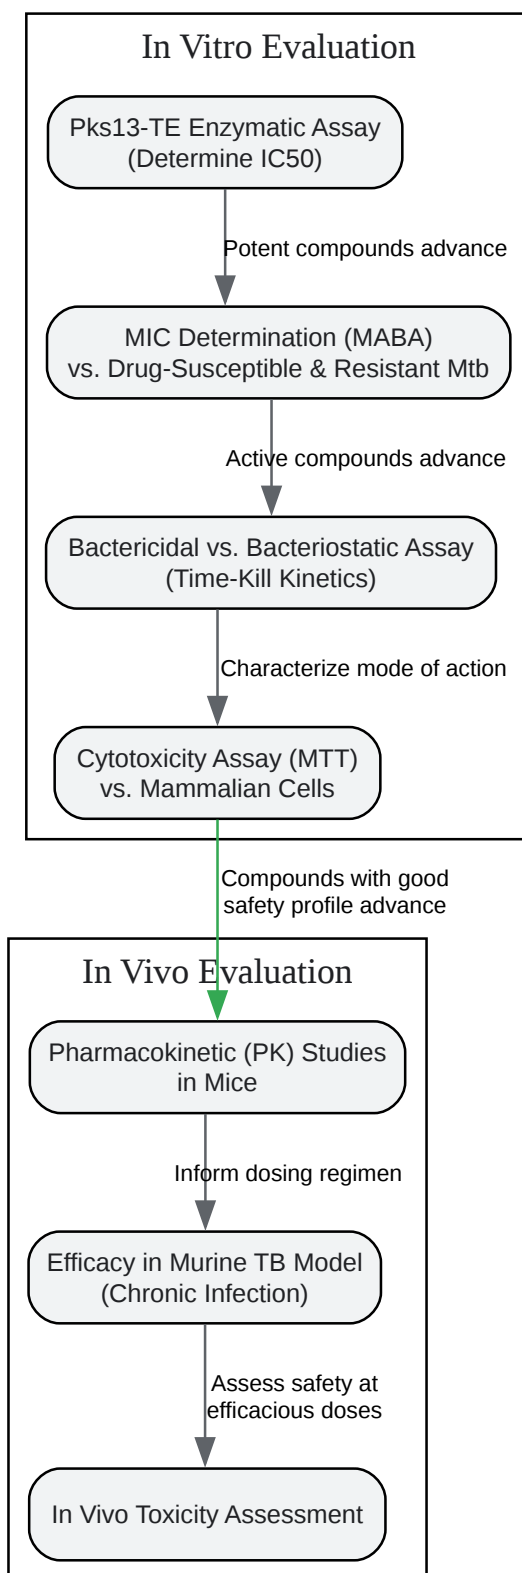 In Vitro Evaluation
Pks13-TE Enzymatic Assay
(Determine IC50)
Potent compounds advance
MIC Determination (MABA)
vs. Drug-Susceptible & Resistant Mtb
Active compounds advance
Bactericidal vs. Bacteriostatic Assay
(Time-Kill Kinetics)
Characterize mode of action
Cytotoxicity Assay (MTT)
vs. Mammalian Cells
Compounds with good
safety profile advance
In Vivo Evaluation
Pharmacokinetic (PK) Studies
in Mice
Inform dosing regimen
Efficacy in Murine TB Model
(Chronic Infection)
Assess safety at
efficacious doses
In Vivo Toxicity Assessment